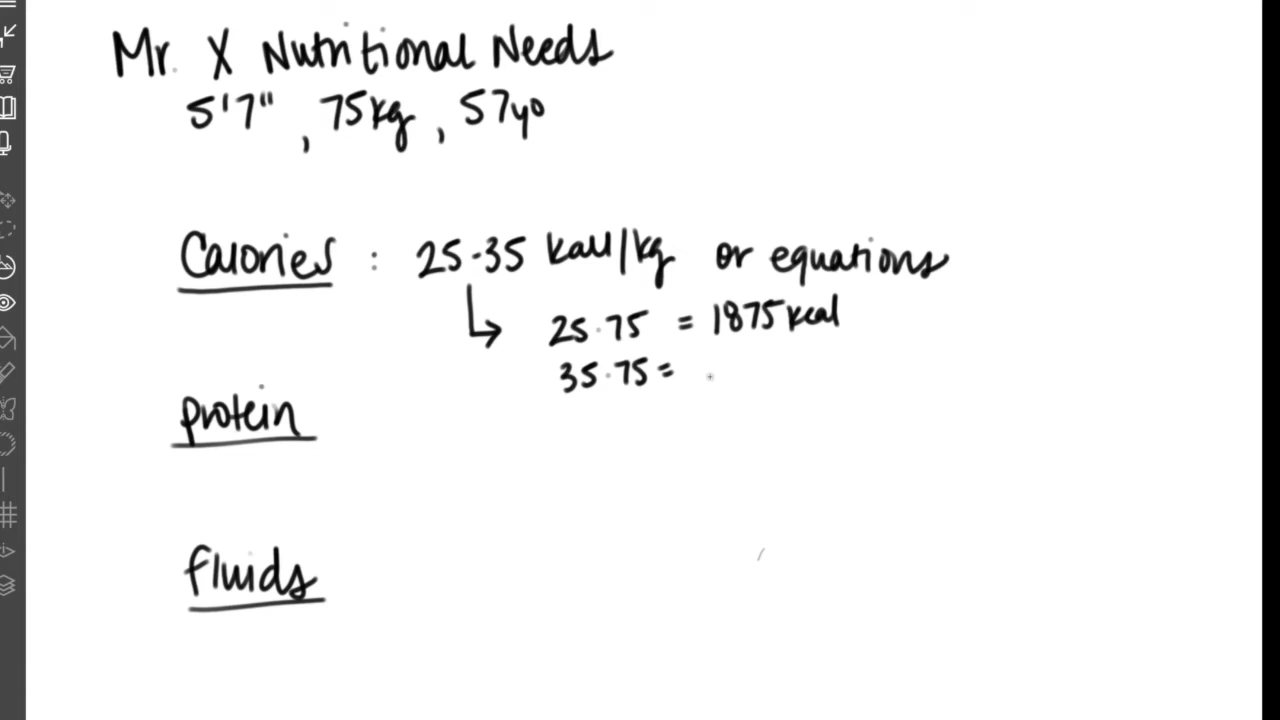 Mr. X Nutritional Needs
5'7", 75kg, 57yo
Calories : 25-35 kcal/kg or equations
25·75 = 1875 kcal
35·75 =
protein
fluids